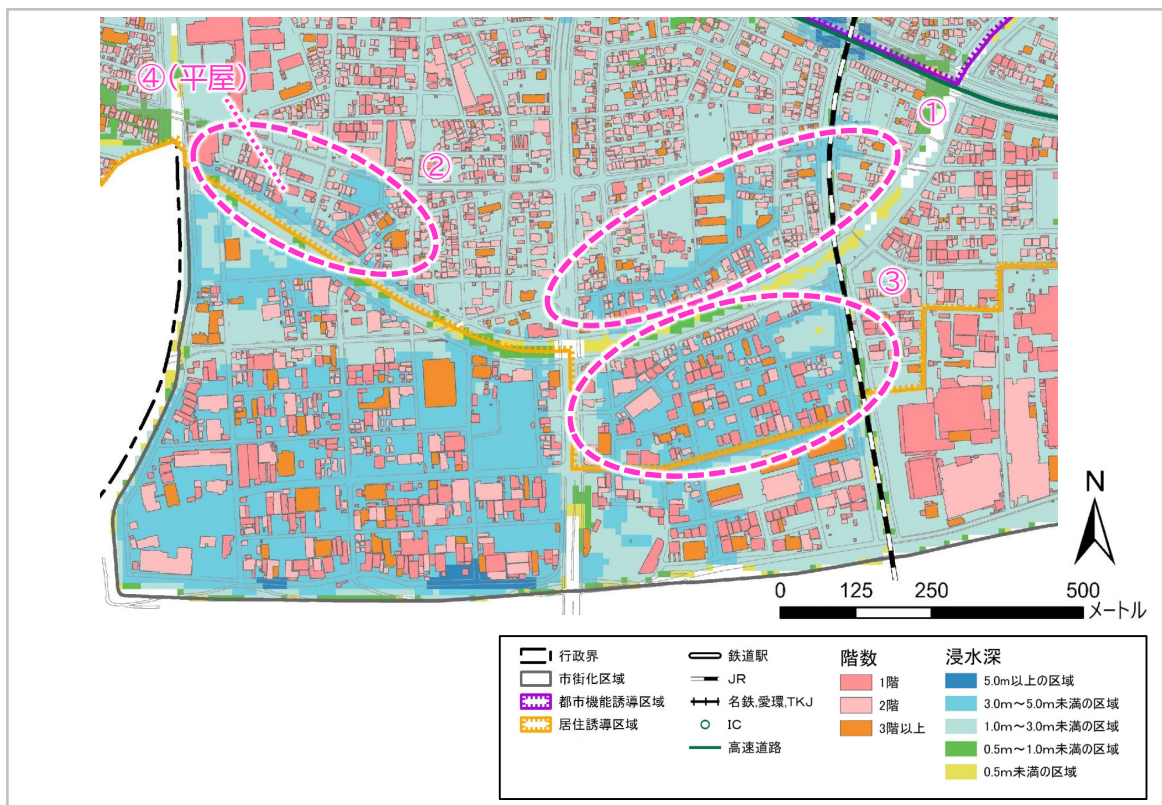 ④(平屋)
②
①
③
N
0 125 250 500
メートル
行政界
市街化区域
都市機能誘導区域
居住誘導区域
鉄道駅
JR
名鉄,愛環,TKJ
IC
高速道路
階数
1階
2階
3階以上
浸水深
5.0m以上の区域
3.0m～5.0m未満の区域
1.0m～3.0m未満の区域
0.5m～1.0m未満の区域
0.5m未満の区域